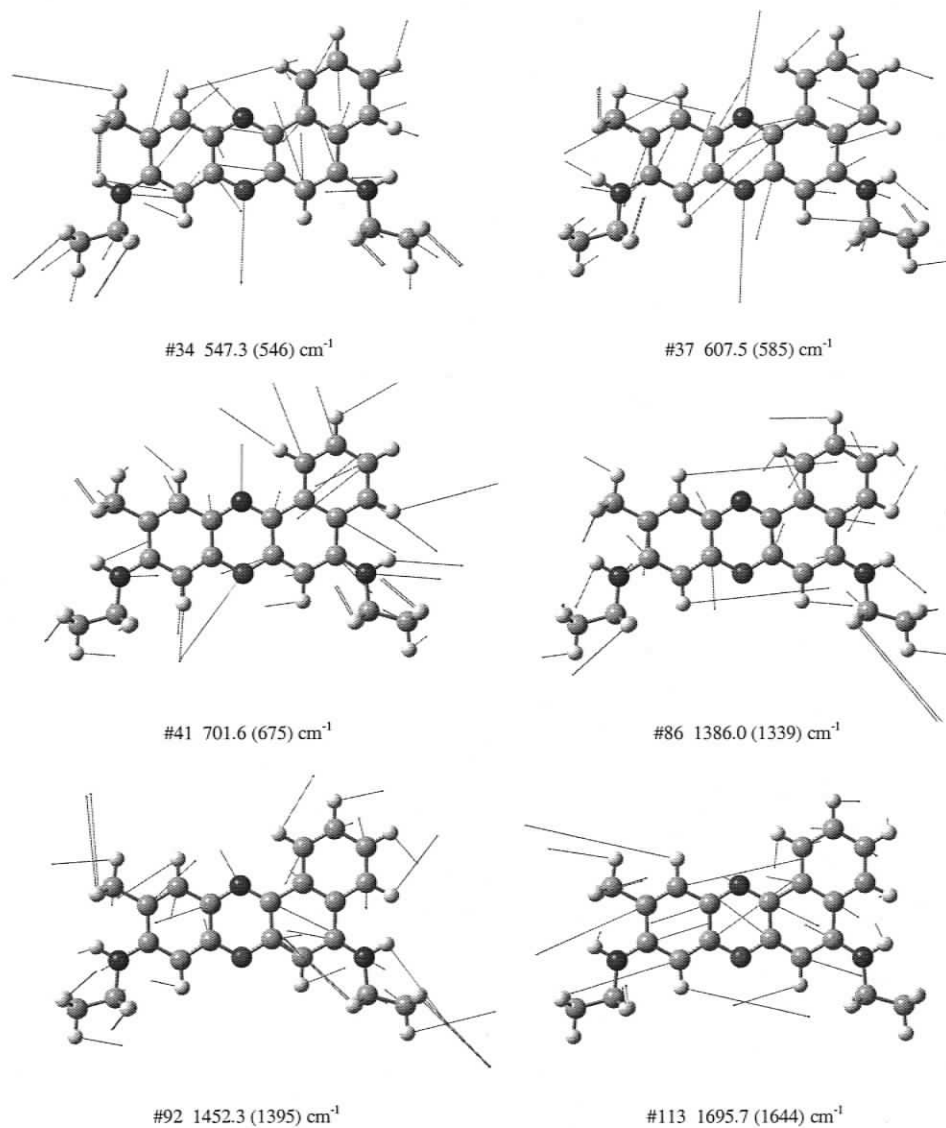 #34 547.3 (546) cm⁻¹
#37 607.5 (585) cm⁻¹
#41 701.6 (675) cm⁻¹
#86 1386.0 (1339) cm⁻¹
#92 1452.3 (1395) cm⁻¹
#113 1695.7 (1644) cm⁻¹